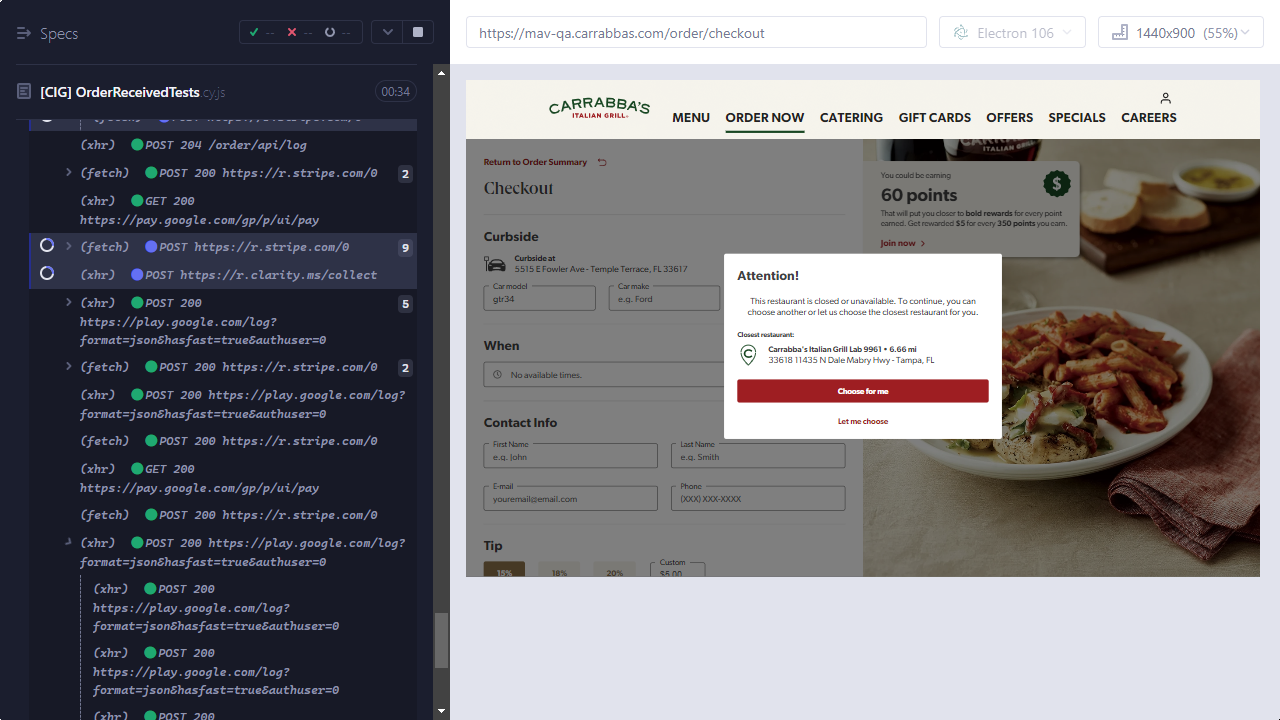 Specs
--
--
--
[CIG] OrderReceivedTests cy.js
00:34
(xhr) POST 204 /order/api/log
(fetch) POST 200 https://r.stripe.com/0 2
(xhr) GET 200
https://pay.google.com/gp/p/ui/pay
(fetch) POST https://r.stripe.com/0 9
(xhr) POST https://r.clarity.ms/collect
(xhr) POST 200 5
https://play.google.com/log?
format=json&hasfast=true&authuser=0
(fetch) POST 200 https://r.stripe.com/0 2
(xhr) POST 200 https://play.google.com/log?
format=json&hasfast=true&authuser=0
(fetch) POST 200 https://r.stripe.com/0
(xhr) GET 200
https://pay.google.com/gp/p/ui/pay
(fetch) POST 200 https://r.stripe.com/0
(xhr) POST 200 https://play.google.com/log?
format=json&hasfast=true&authuser=0
(xhr) POST 200
https://play.google.com/log?
format=json&hasfast=true&authuser=0
(xhr) POST 200
https://play.google.com/log?
format=json&hasfast=true&authuser=0
(xhr) POST 200
https://mav-qa.carrabbas.com/order/checkout
Electron 106
1440x900 (55%)
CARRABBA'S
ITALIAN GRILL
MENU ORDER NOW CATERING GIFT CARDS OFFERS SPECIALS CAREERS
Return to Order Summary
Checkout
Curbside
Curbside at
5515 E Fowler Ave - Temple Terrace, FL 33617
Car model
gtr34
Car make
e.g. Ford
When
No available times.
Contact Info
First Name
e.g. John
Last Name
e.g. Smith
E-mail
youremail@email.com
Phone
(XXX) XXX-XXXX
Tip
15% 18% 20%
Custom
$5.00
CARRABBA'S
ITALIAN GRILL
You could be earning
60 points
That will put you closer to bold rewards for every point
earned. Get rewarded $5 for every 350 points you earn.
Join now
$
Attention!
This restaurant is closed or unavailable. To continue, you can
choose another or let us choose the closest restaurant for you.
Closest restaurant:
Carrabba's Italian Grill Lab 9961 • 6.66 mi
33618 11435 N Dale Mabry Hwy - Tampa, FL
Choose for me
Let me choose